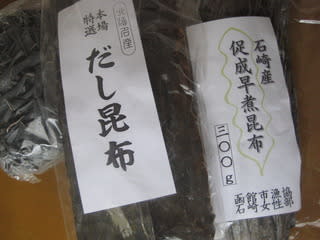 北海道産
本場
特選
だし昆布
石崎産
促成早煮昆布
三〇〇g
函館市漁協
石崎女性部